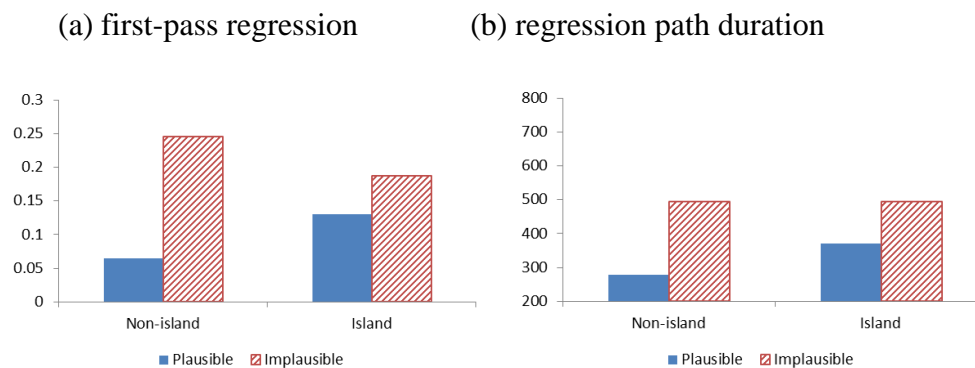 (a) first-pass regression
(b) regression path duration
0.3
0.25
0.2
0.15
0.1
0.05
0
Non-island
Island
Plausible
Implausible
800
700
600
500
400
300
200
Non-island
Island
Plausible
Implausible